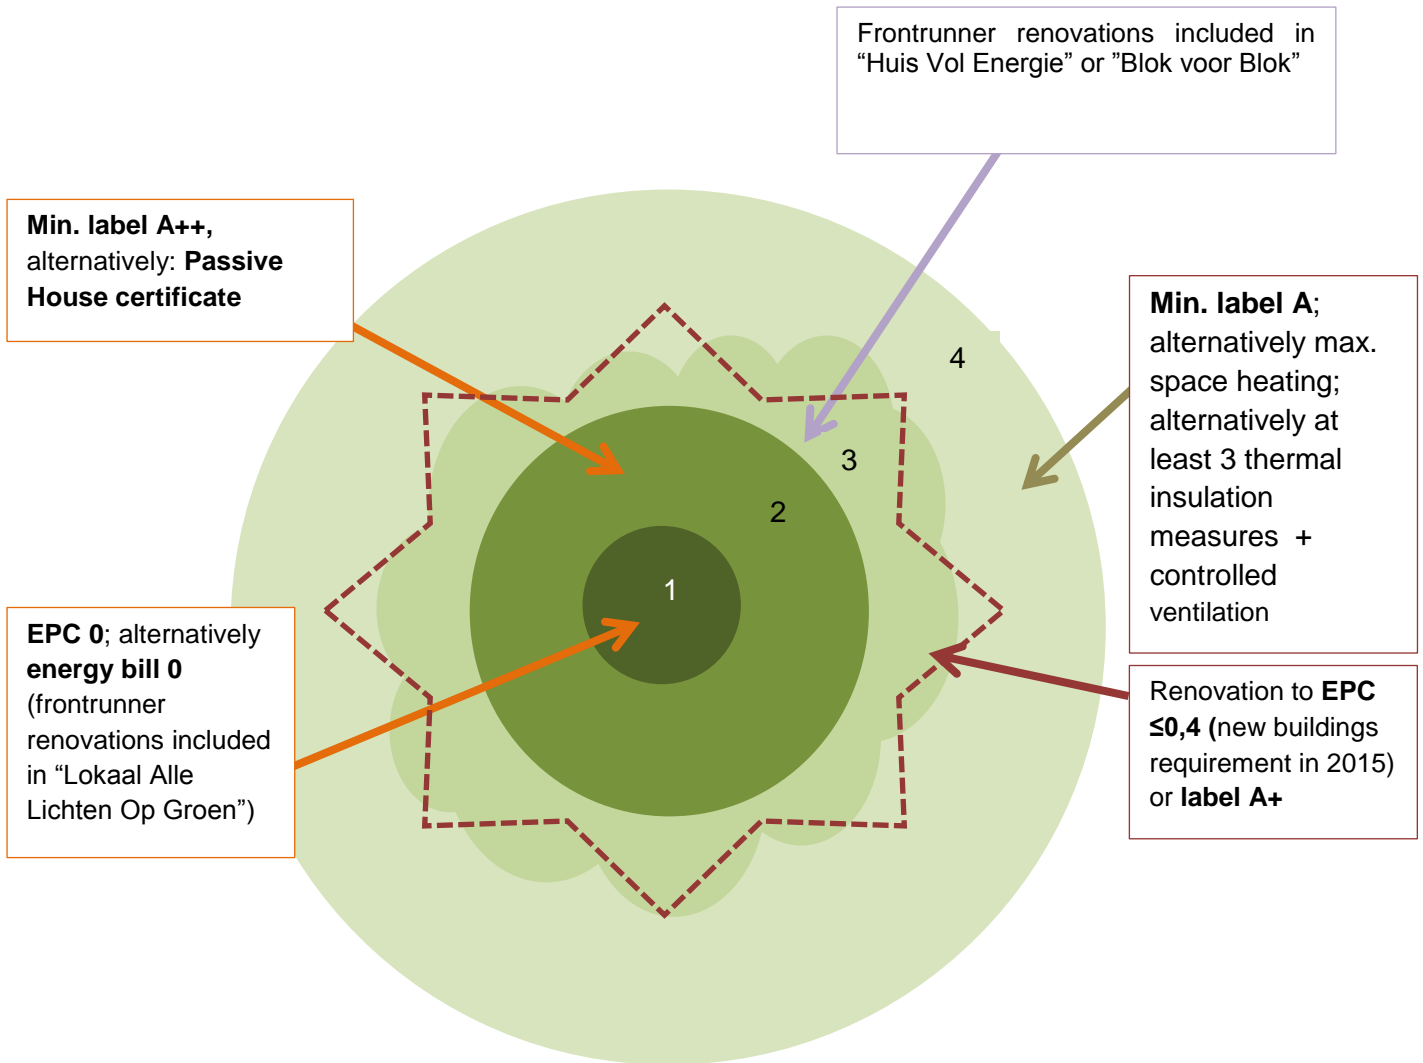 Frontrunner renovations included in
“Huis Vol Energie” or ”Blok voor Blok”
Min. label A++,
alternatively: Passive
House certificate
Min. label A;
alternatively max.
space heating;
alternatively at
least 3 thermal
insulation
measures +
controlled
ventilation
4
3
2
1
EPC 0; alternatively
energy bill 0
(frontrunner
renovations included
in “Lokaal Alle
Lichten Op Groen”)
Renovation to EPC
≤0,4 (new buildings
requirement in 2015)
or label A+